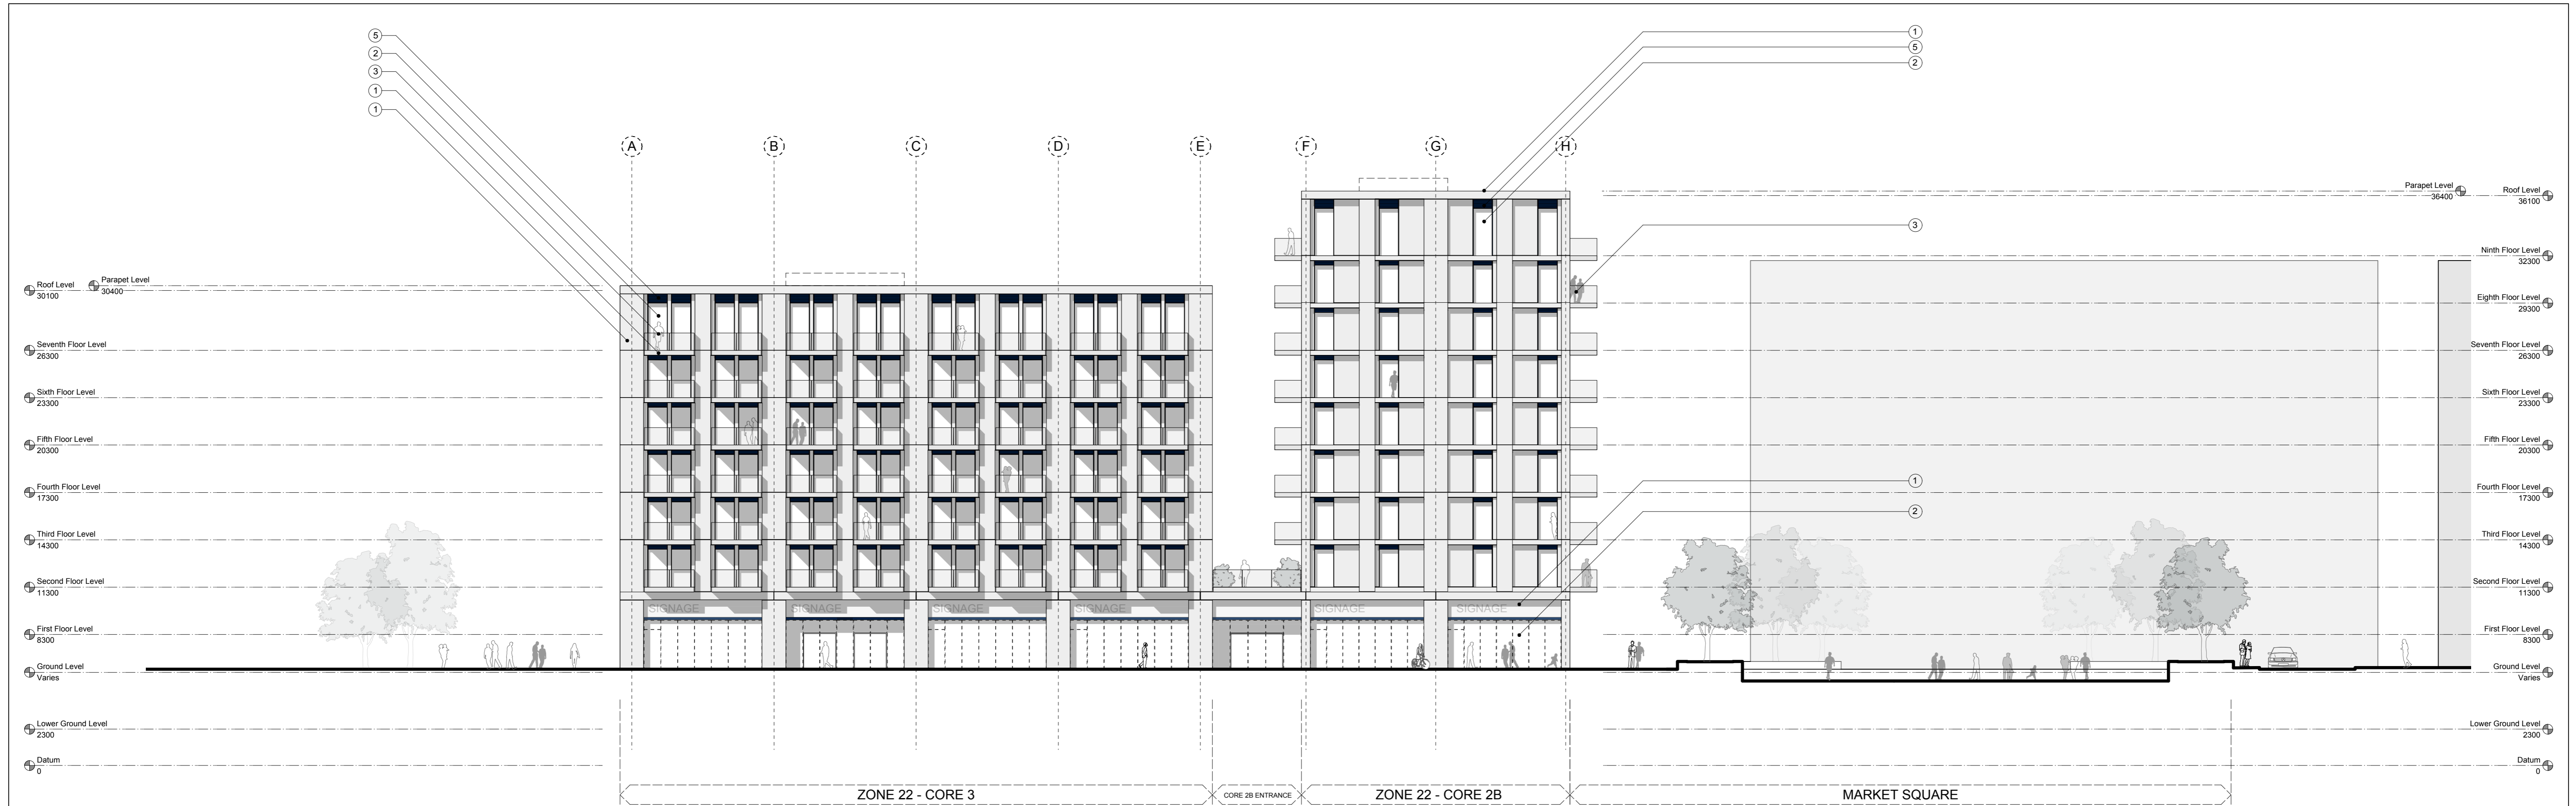 5
2
3
1
1
1
5
2
A
B
C
D
E
F
G
H
Parapet Level
36400
Roof Level
36100
3
Ninth Floor Level
32300
Roof Level
30100
Parapet Level
30400
Eighth Floor Level
29300
Seventh Floor Level
26300
Seventh Floor Level
26300
Sixth Floor Level
23300
Sixth Floor Level
23300
Fifth Floor Level
20300
Fifth Floor Level
20300
1
Fourth Floor Level
17300
Fourth Floor Level
17300
2
Third Floor Level
14300
Third Floor Level
14300
Second Floor Level
11300
Second Floor Level
11300
SIGNAGE
SIGNAGE
SIGNAGE
SIGNAGE
SIGNAGE
SIGNAGE
First Floor Level
8300
First Floor Level
8300
Ground Level
Varies
Ground Level
Varies
Lower Ground Level
2300
Lower Ground Level
2300
Datum
0
Datum
0
ZONE 22 - CORE 3
CORE 2B ENTRANCE
ZONE 22 - CORE 2B
MARKET SQUARE